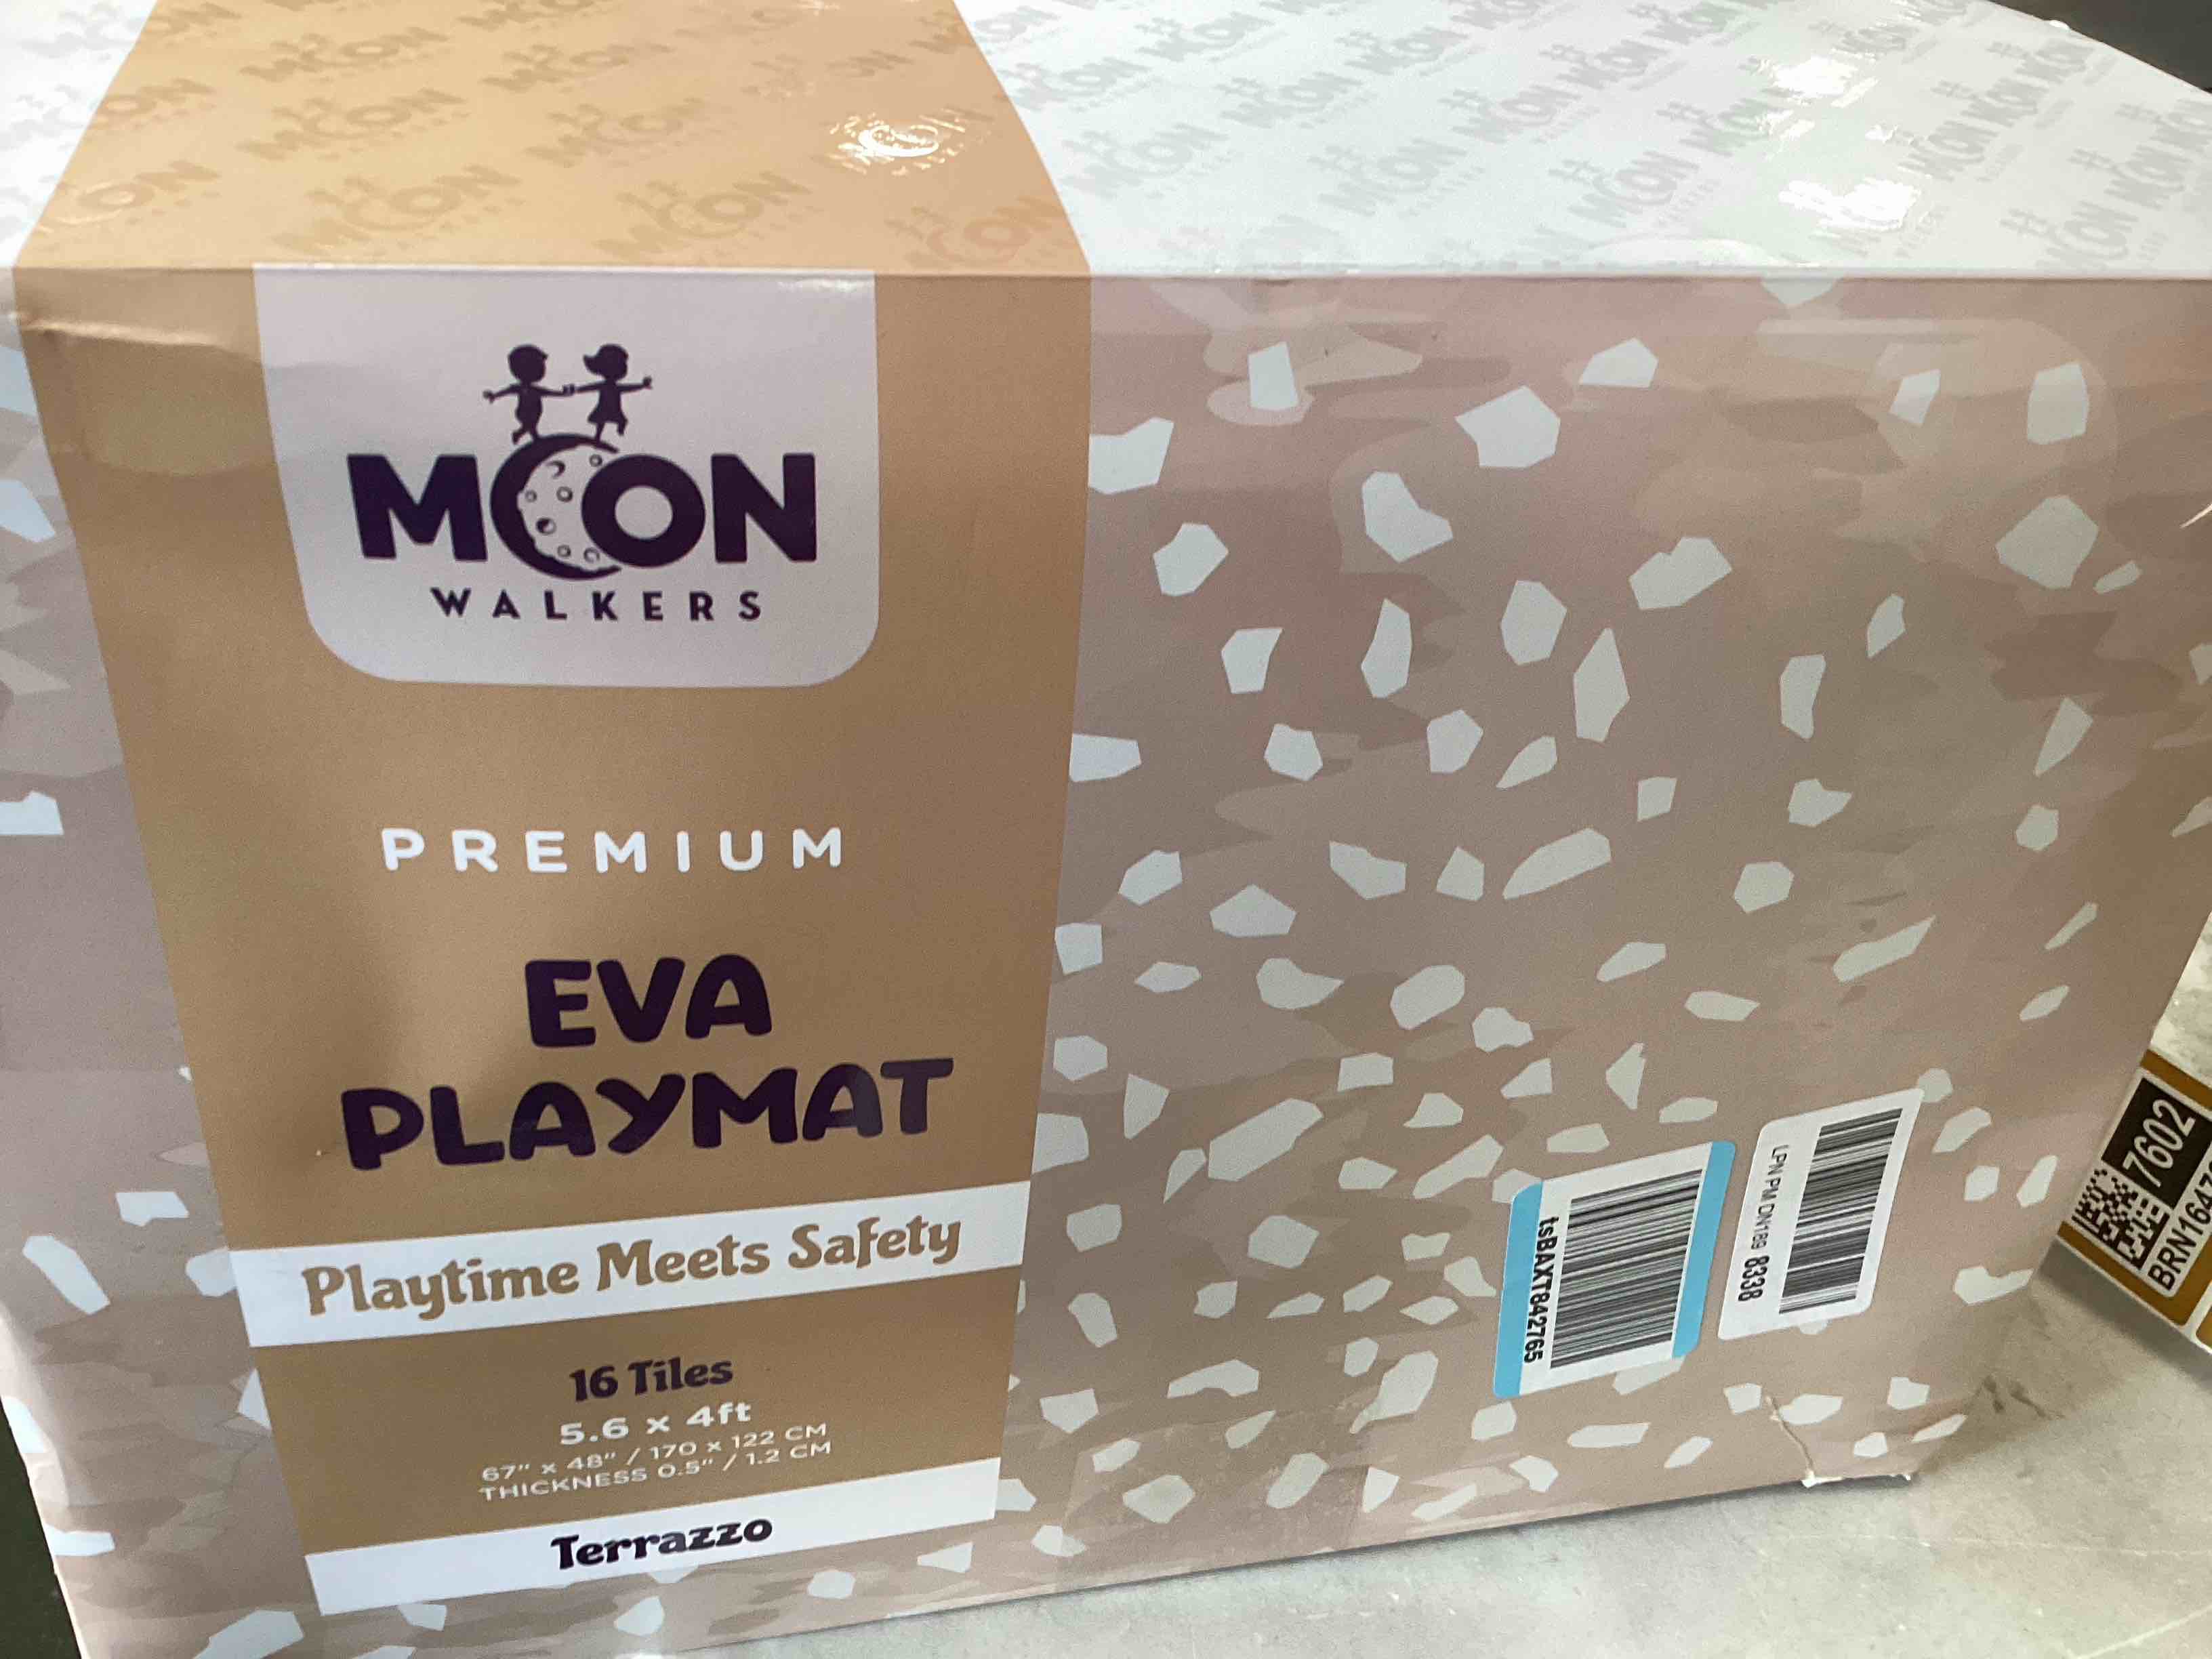 MOON
WALKERS
PREMIUM
EVA
PLAYMAT
Playtime Meets Safety
16 Tiles
5.6 x 4ft
67" x 48" / 170 x 122 CM
THICKNESS 0.5" / 1.2 CM
Terrazzo
tsBAXT842765
LPN PM DN189 8338
7602